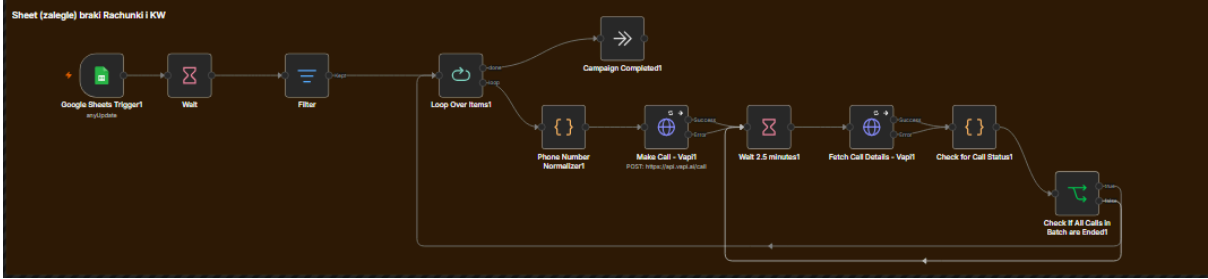 Sheet (zalegle) braki Rachunki i KW
Google Sheets Trigger1
anyUpdate
Wait
Filter
Kept
Loop Over Items1
done
loop
Campaign Completed1
Phone Number
Normalizer1
Make Call - Vapi1
POST: https://api.vapi.ai/call
Success
Error
Wait 2.5 minutes1
Fetch Call Details - Vapi1
Success
Error
Check for Call Status1
Check If All Calls in
Batch are Ended1
true
false